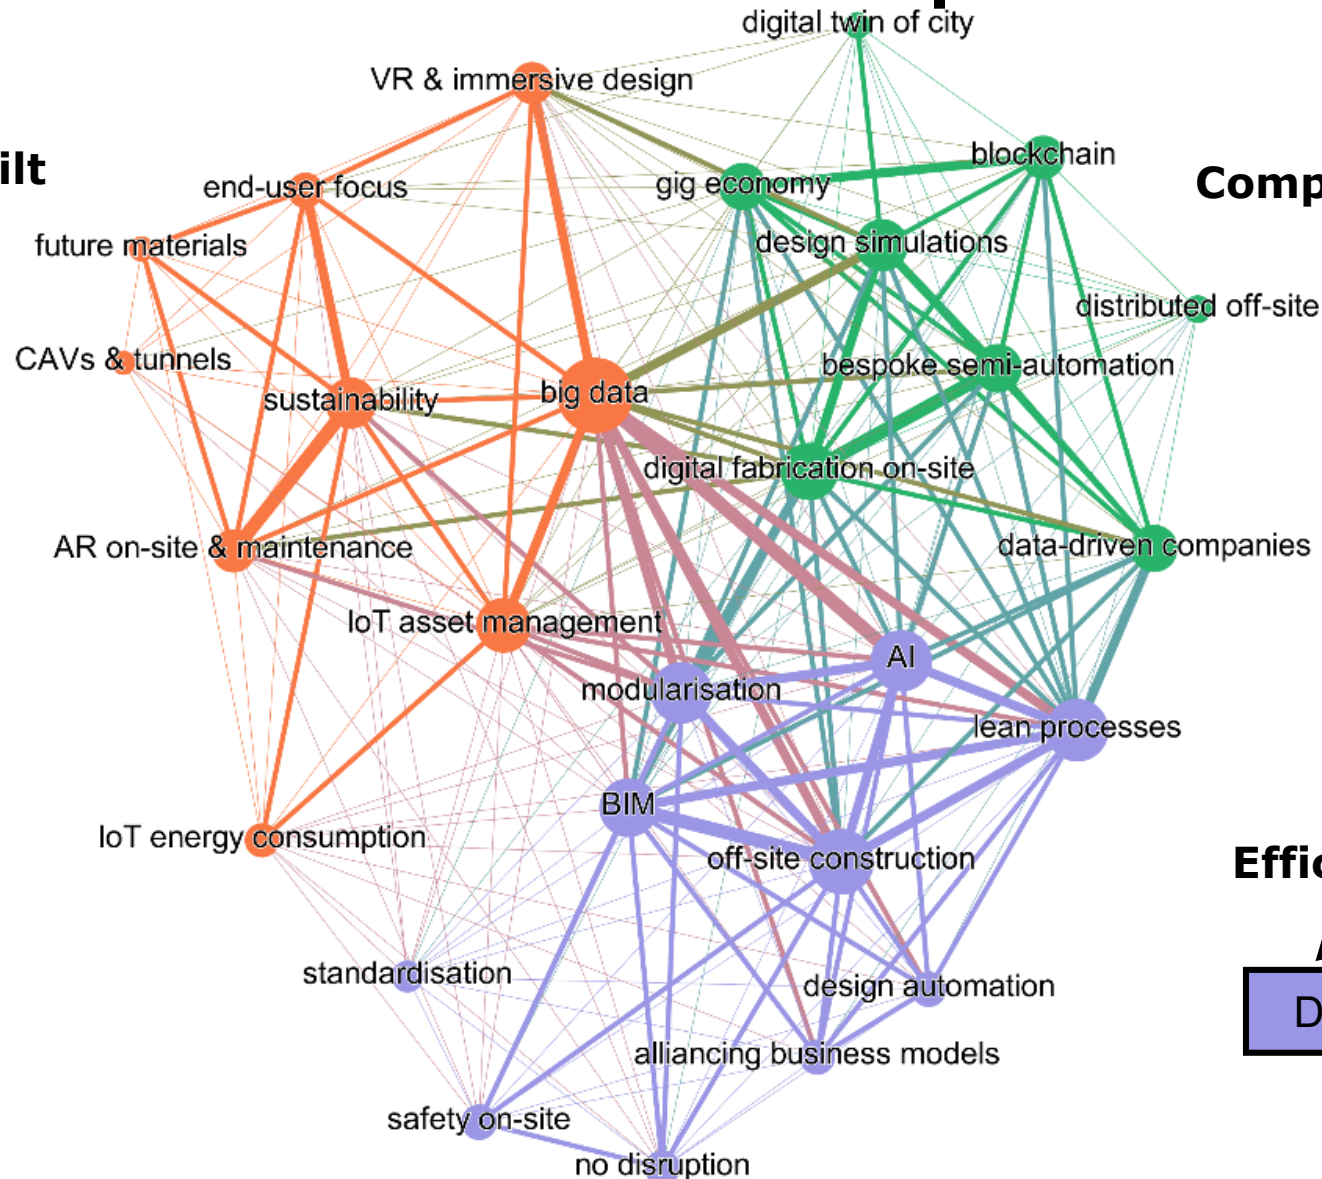 digital twin of city
VR & immersive design
blockchain
ilt
end-user focus
gig economy
Comp
future materials
design simulations
distributed off-site
CAVs & tunnels
bespoke semi-automation
sustainability
big data
digital fabrication on-site
AR on-site & maintenance
data-driven companies
IoT asset management
AI
modularisation
lean processes
BIM
IoT energy consumption
off-site construction
Effic
standardisation
design automation
D
alliancing business models
safety on-site
no disruption